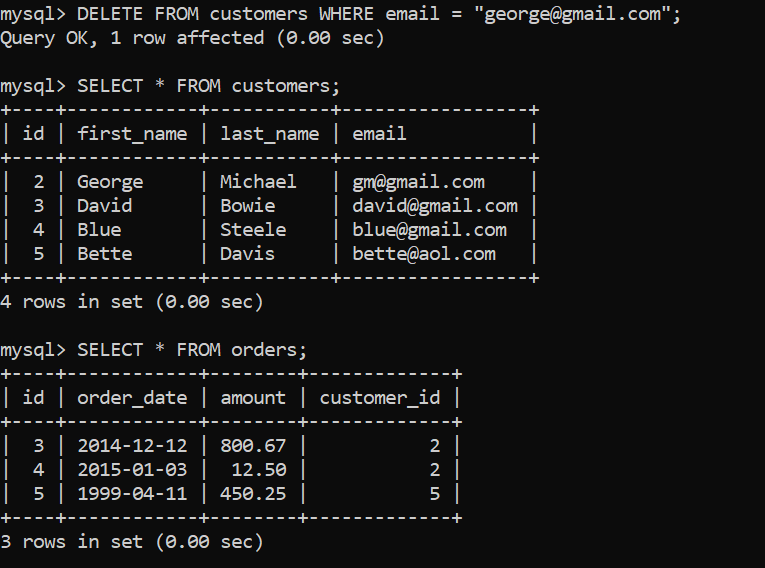 mysql> DELETE FROM customers WHERE email = "george@gmail.com";
Query OK, 1 row affected (0.00 sec)

mysql> SELECT * FROM customers;
+----+------------+-----------+-----------------+
| id | first_name | last_name | email           |
+----+------------+-----------+-----------------+
|  2 | George     | Michael   | gm@gmail.com    |
|  3 | David      | Bowie     | david@gmail.com |
|  4 | Blue       | Steele    | blue@gmail.com  |
|  5 | Bette      | Davis     | bette@aol.com   |
+----+------------+-----------+-----------------+
4 rows in set (0.00 sec)

mysql> SELECT * FROM orders;
+----+------------+--------+-------------+
| id | order_date | amount | customer_id |
+----+------------+--------+-------------+
|  3 | 2014-12-12 | 800.67 |           2 |
|  4 | 2015-01-03 |  12.50 |           2 |
|  5 | 1999-04-11 | 450.25 |           5 |
+----+------------+--------+-------------+
3 rows in set (0.00 sec)